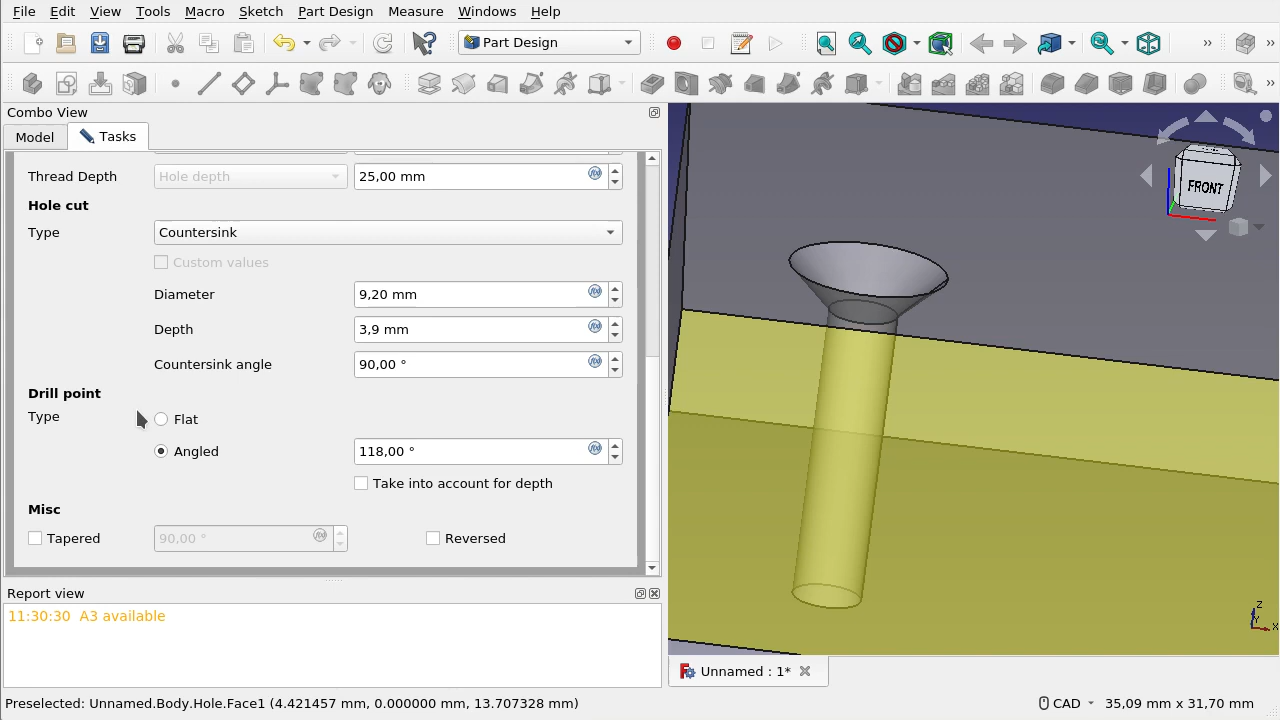 File Edit View Tools Macro Sketch Part Design Measure Windows Help
Part Design
Combo View
Model Tasks
Thread Depth Hole depth 25,00 mm
Hole cut
Type Countersink
Custom values
Diameter 9,20 mm
Depth 3,9 mm
Countersink angle 90,00 °
Drill point
Type Flat
Angled 118,00 °
Take into account for depth
Misc
Tapered 90,00 ° Reversed
Report view
11:30:30 A3 available
FRONT
Z
Y
X
Unnamed : 1*
Preselected: Unnamed.Body.Hole.Face1 (4.421457 mm, 0.000000 mm, 13.707328 mm) CAD 35,09 mm x 31,70 mm